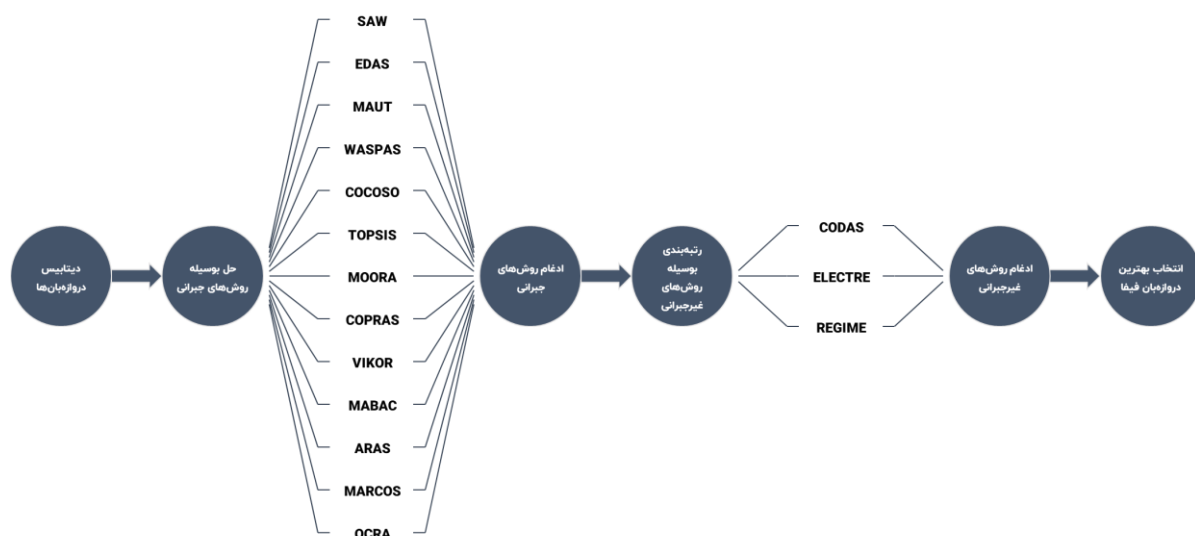 دیتابیس
دروازه‌بان‌ها
حل بوسیله
روش‌های جبرانی
SAW
EDAS
MAUT
WASPAS
COCOSO
TOPSIS
MOORA
COPRAS
VIKOR
MABAC
ARAS
MARCOS
OCRA
ادغام روش‌های
جبرانی
رتبه‌بندی
بوسیله
روش‌های
غیرجبرانی
CODAS
ELECTRE
REGIME
ادغام روش‌های
غیرجبرانی
انتخاب بهترین
دروازه‌بان فیفا